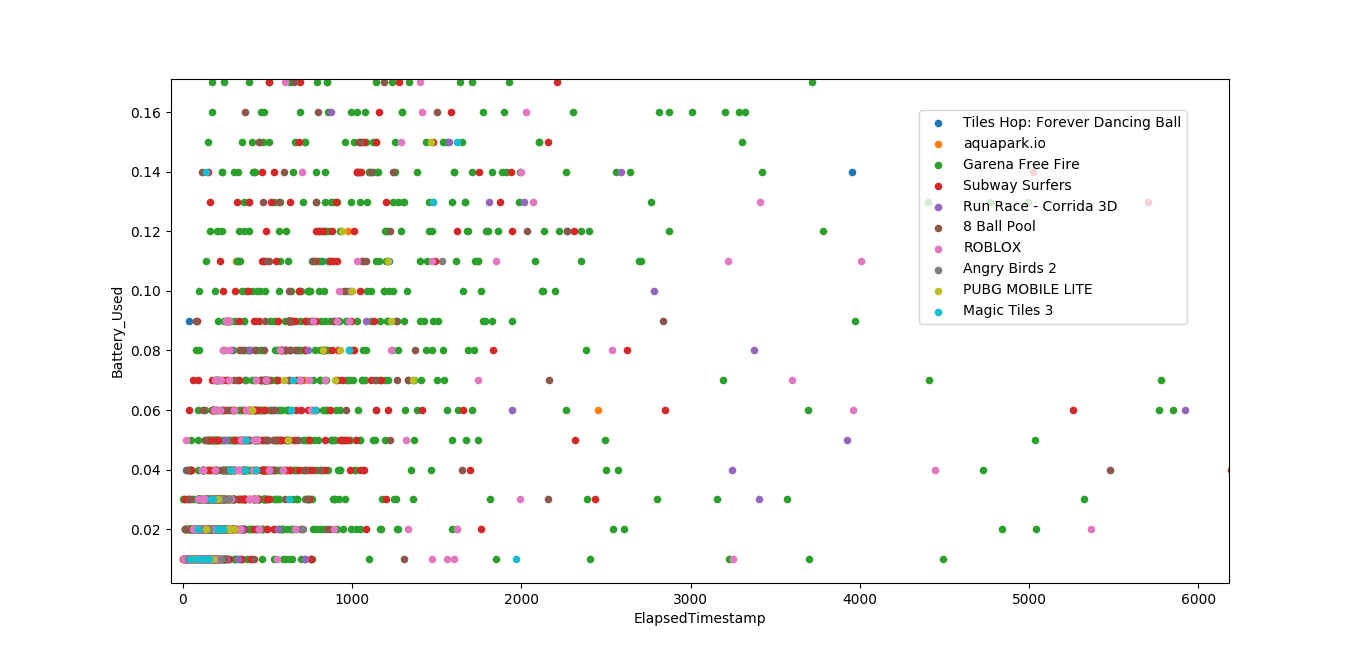 0.16
0.14
0.12
0.10
0.08
0.06
0.04
0.02
Battery_Used
Tiles Hop: Forever Dancing Ball
aquapark.io
Garena Free Fire
Subway Surfers
Run Race - Corrida 3D
8 Ball Pool
ROBLOX
Angry Birds 2
PUBG MOBILE LITE
Magic Tiles 3
0 1000 2000 3000 4000 5000 6000
ElapsedTimestamp